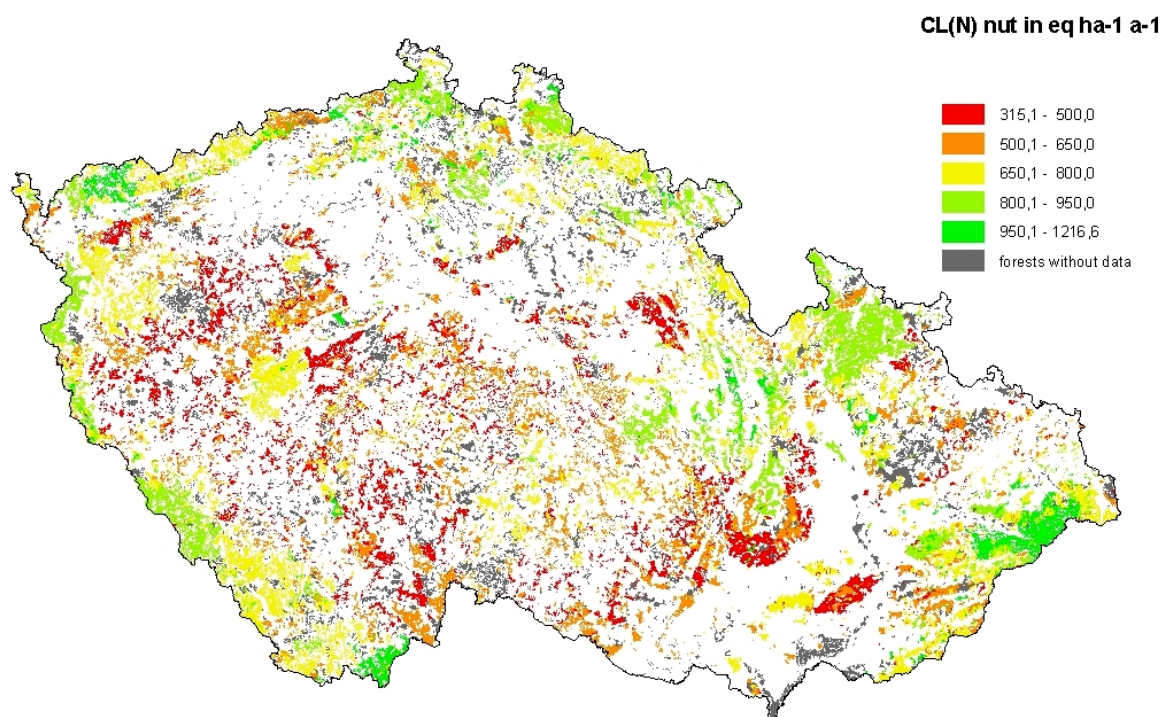 CL(N) nut in eq ha-1 a-1
315,1 - 500,0
500,1 - 650,0
650,1 - 800,0
800,1 - 950,0
950,1 - 1216,6
forests without data